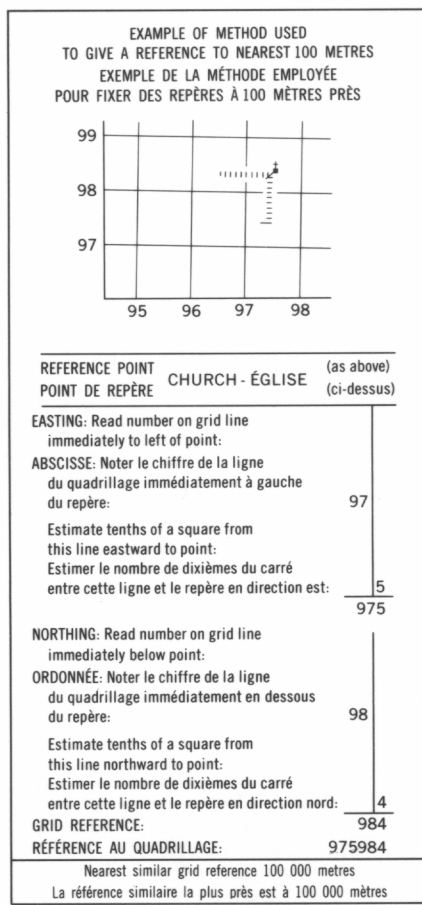 EXAMPLE OF METHOD USED
TO GIVE A REFERENCE TO NEAREST 100 METRES
EXEMPLE DE LA MÉTHODE EMPLOYÉE
POUR FIXER DES REPÈRES À 100 MÈTRES PRÈS
99
98
97
95 96 97 98
REFERENCE POINT
POINT DE REPÈRE
CHURCH - ÉGLISE
(as above)
(ci-dessus)
EASTING: Read number on grid line
immediately to left of point:
ABSCISSE: Noter le chiffre de la ligne
du quadrillage immédiatement à gauche
du repère: 97
Estimate tenths of a square from
this line eastward to point:
Estimer le nombre de dixièmes du carré
entre cette ligne et le repère en direction est: 5
975
NORTHING: Read number on grid line
immediately below point:
ORDONNÉE: Noter le chiffre de la ligne
du quadrillage immédiatement en dessous
du repère: 98
Estimate tenths of a square from
this line northward to point:
Estimer le nombre de dixièmes du carré
entre cette ligne et le repère en direction nord: 4
GRID REFERENCE: 984
RÉFÉRENCE AU QUADRILLAGE: 975984
Nearest similar grid reference 100 000 metres
La référence similaire la plus près est à 100 000 mètres